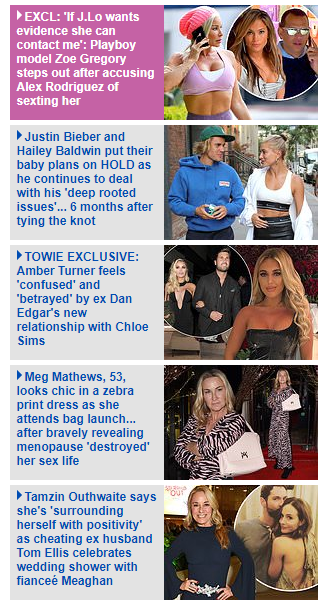 EXCL: 'If J.Lo wants
evidence she can
contact me': Playboy
model Zoe Gregory
steps out after accusing
Alex Rodriguez of
sexting her
Justin Bieber and
Hailey Baldwin put their
baby plans on HOLD as
he continues to deal
with his 'deep rooted
issues'... 6 months after
tying the knot
TOWIE EXCLUSIVE:
Amber Turner feels
'confused' and
'betrayed' by ex Dan
Edgar's new
relationship with Chloe
Sims
Meg Mathews, 53,
looks chic in a zebra
print dress as she
attends bag launch...
after bravely revealing
menopause 'destroyed'
her sex life
Tamzin Outhwaite says
she's 'surrounding
herself with positivity'
as cheating ex husband
Tom Ellis celebrates
wedding shower with
fianceé Meaghan